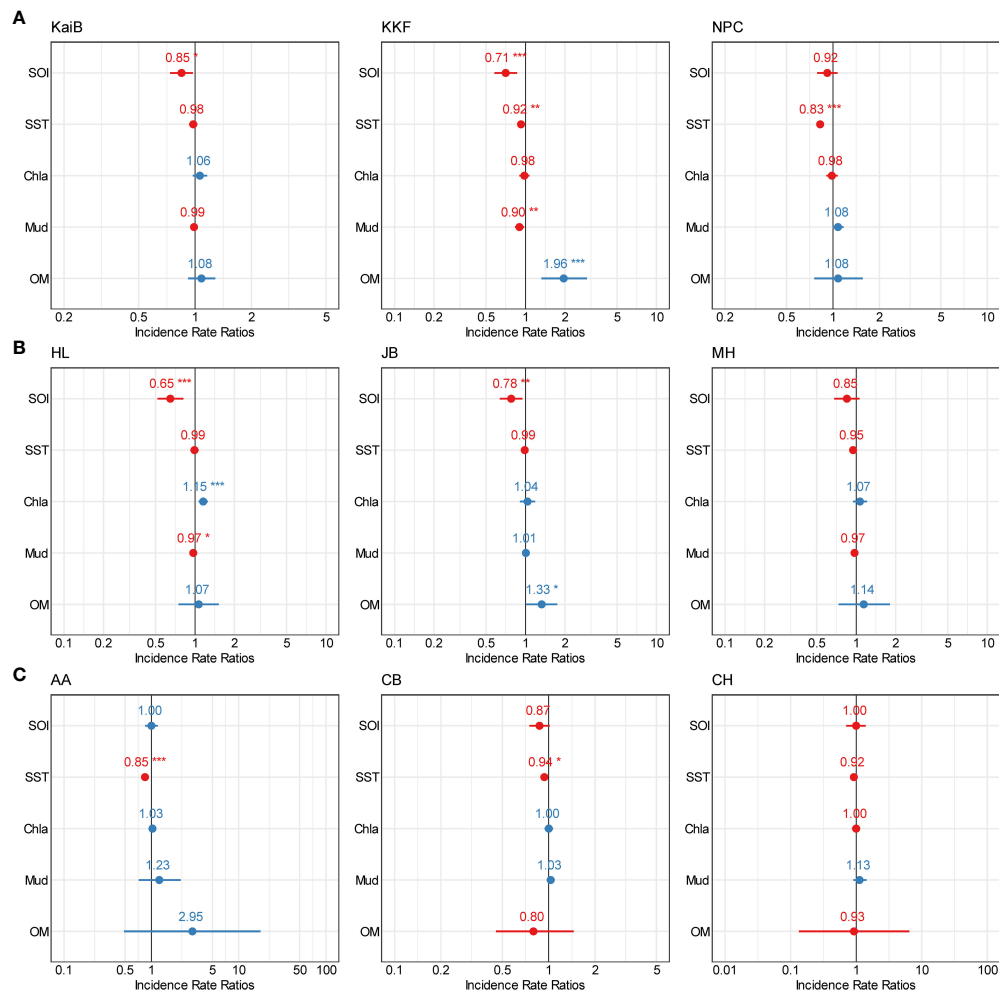 A
KaiB
KKF
NPC
SOI
SST
Chla
Mud
OM
0.85 *
0.98
1.06
0.99
1.08
0.2 0.5 1 2 5
Incidence Rate Ratios
SOI
SST
Chla
Mud
OM
0.71 ***
0.92 **
0.98
0.90 **
1.96 ***
0.1 0.2 0.5 1 2 5 10
Incidence Rate Ratios
SOI
SST
Chla
Mud
OM
0.92
0.83 ***
0.98
1.08
1.08
0.2 0.5 1 2 5 10
Incidence Rate Ratios
B
HL
JB
MH
SOI
SST
Chla
Mud
OM
0.65 ***
0.99
1.15 ***
0.97 *
1.07
0.1 0.2 0.5 1 2 5 10
Incidence Rate Ratios
SOI
SST
Chla
Mud
OM
0.78 **
0.99
1.04
1.01
1.33 *
0.1 0.2 0.5 1 2 5 10
Incidence Rate Ratios
SOI
SST
Chla
Mud
OM
0.85
0.95
1.07
0.97
1.14
0.1 0.2 0.5 1 2 5 10
Incidence Rate Ratios
C
AA
CB
CH
SOI
SST
Chla
Mud
OM
1.00
0.85 ***
1.03
1.23
2.95
0.1 0.5 1 5 10 50 100
Incidence Rate Ratios
SOI
SST
Chla
Mud
OM
0.87
0.94 *
1.00
1.03
0.80
0.1 0.2 0.5 1 2 5
Incidence Rate Ratios
SOI
SST
Chla
Mud
OM
1.00
0.92
1.00
1.13
0.93
0.01 0.1 1 10 100
Incidence Rate Ratios